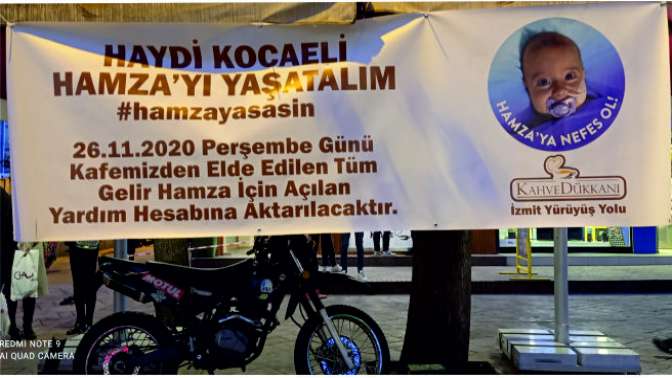 HAYDİ KOCAELİ
HAMZA'YI YAŞATALIM
#hamzayasasin
26.11.2020 Perşembe Günü
Kafemizden Elde Edilen Tüm
Gelir Hamza İçin Açılan
Yardım Hesabına Aktarılacaktır.
HAMZA'YA NEFES OL!
KAHVEDÜKKANI
İzmit Yürüyüş Yolu
MOTUL
REDMI NOTE 9
AI QUAD CAMERA